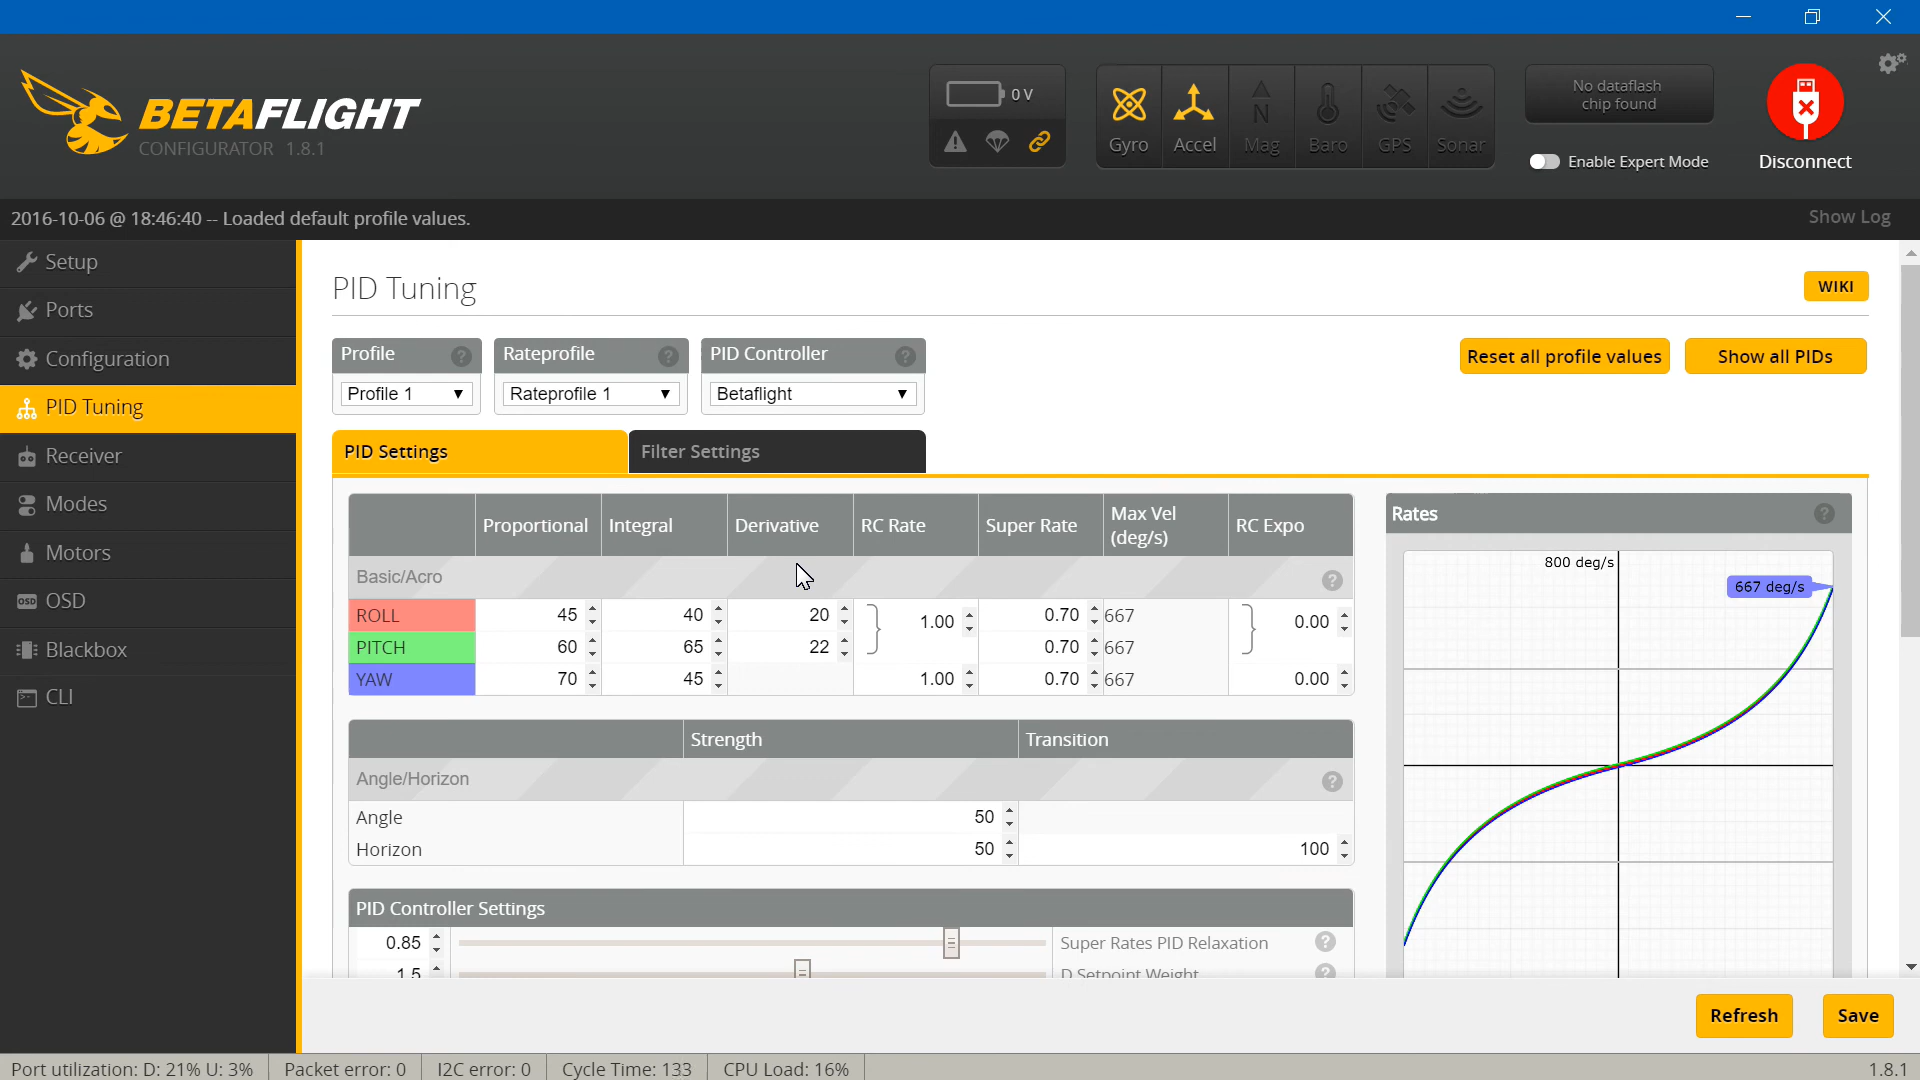 BETAFLIGHT
CONFIGURATOR 1.8.1
0 V
Gyro
Accel
Mag
Baro
GPS
Sonar
No dataflash
chip found
Enable Expert Mode
Disconnect
2016-10-06 @ 18:46:40 -- Loaded default profile values.
Show Log
Setup
Ports
Configuration
PID Tuning
Receiver
Modes
Motors
OSD OSD
Blackbox
CLI
PID Tuning
WIKI
Profile ?
Rateprofile ?
PID Controller ?
Profile 1
Rateprofile 1
Betaflight
Reset all profile values
Show all PIDs
PID Settings
Filter Settings
Proportional Integral Derivative RC Rate Super Rate Max Vel (deg/s) RC Expo
Basic/Acro ?
ROLL 45 40 20 1.00 0.70 667 0.00
PITCH 60 65 22 0.70 667
YAW 70 45 1.00 0.70 667 0.00
Strength Transition
Angle/Horizon ?
Angle 50
Horizon 50 100
PID Controller Settings
0.85 Super Rates PID Relaxation ?
1.5 D Setpoint Weight ?
Rates ?
800 deg/s
667 deg/s
Refresh
Save
Port utilization: D: 21% U: 3%
Packet error: 0
I2C error: 0
Cycle Time: 133
CPU Load: 16%
1.8.1